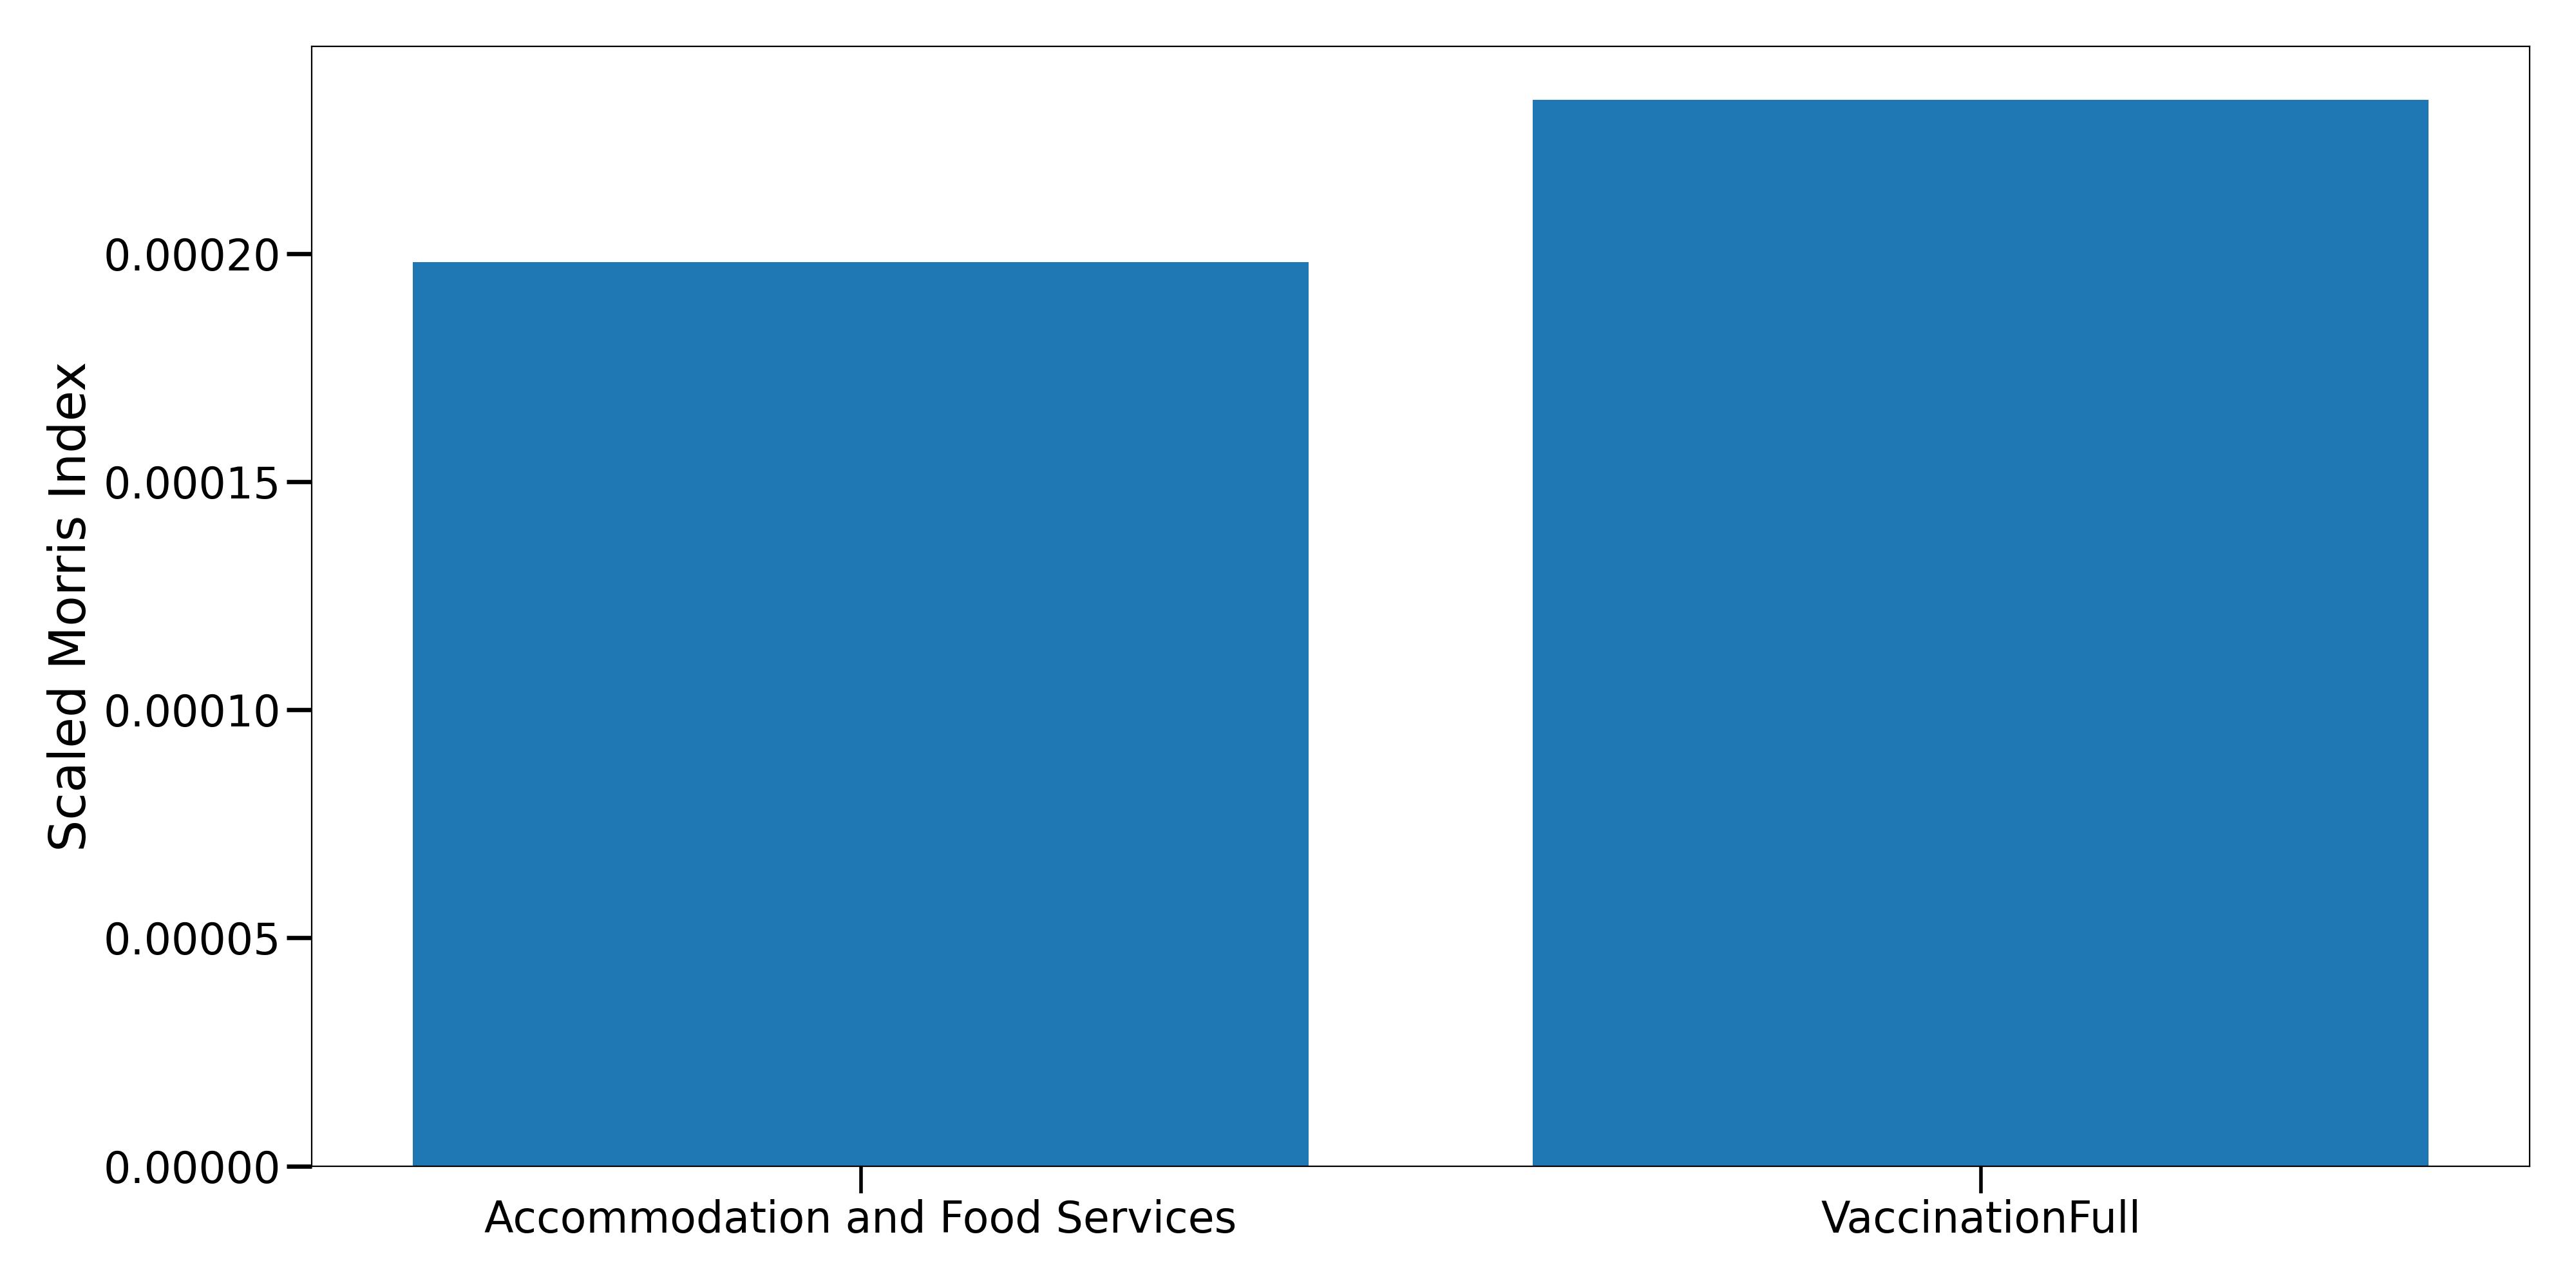 Scaled Morris Index
0.00020
0.00015
0.00010
0.00005
0.00000
Accommodation and Food Services
VaccinationFull